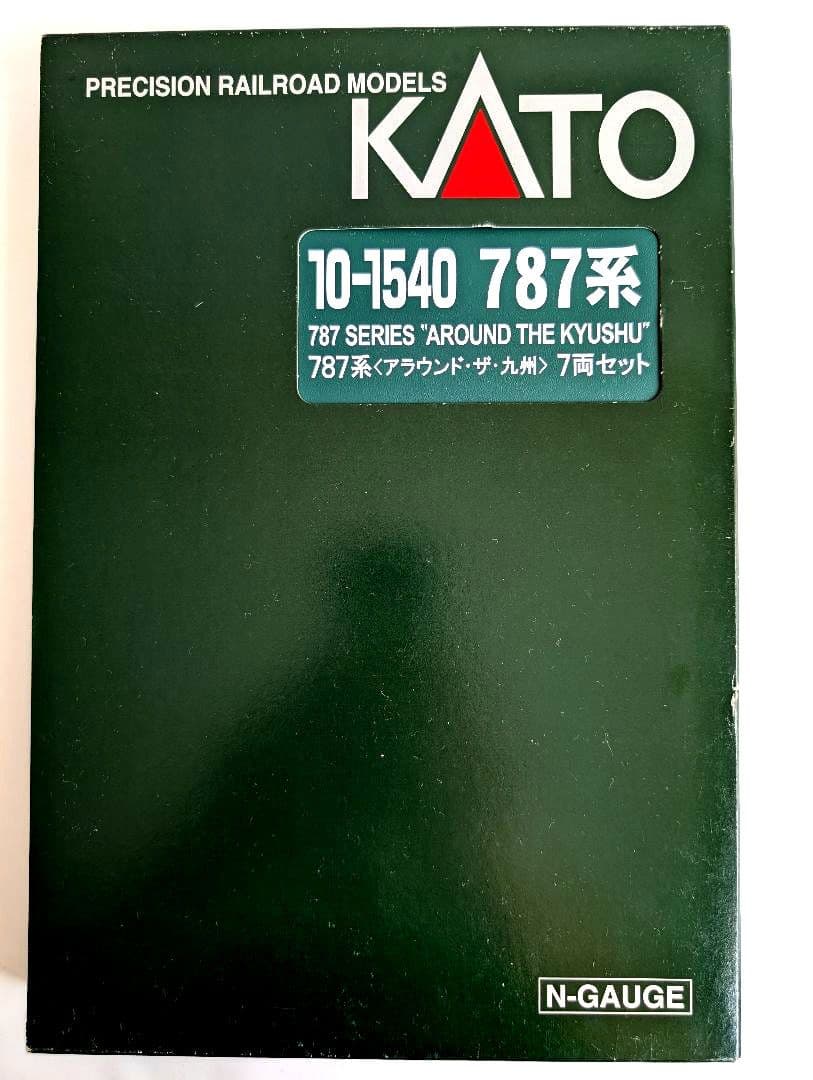 PRECISION RAILROAD MODELS
KATO
10-1540 787系
787 SERIES "AROUND THE KYUSHU"
787系〈アラウンド・ザ・九州〉 7両セット
N-GAUGE